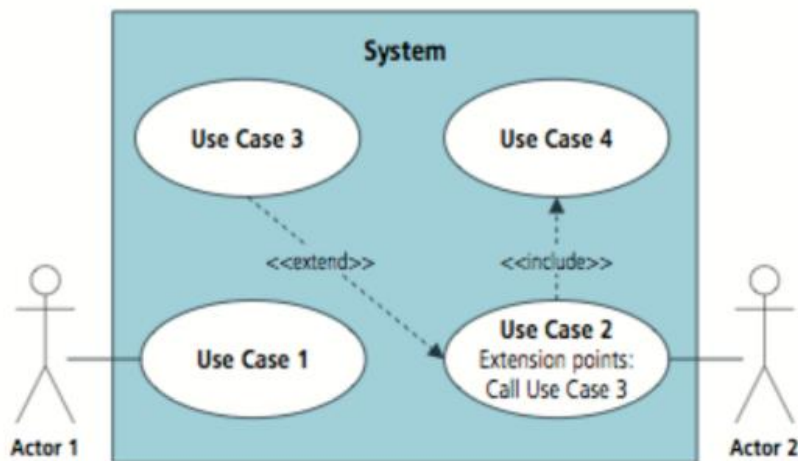 System
Use Case 3
Use Case 4
<<extend>>
<<include>>
Use Case 1
Use Case 2
Extension points:
Call Use Case 3
Actor 1
Actor 2